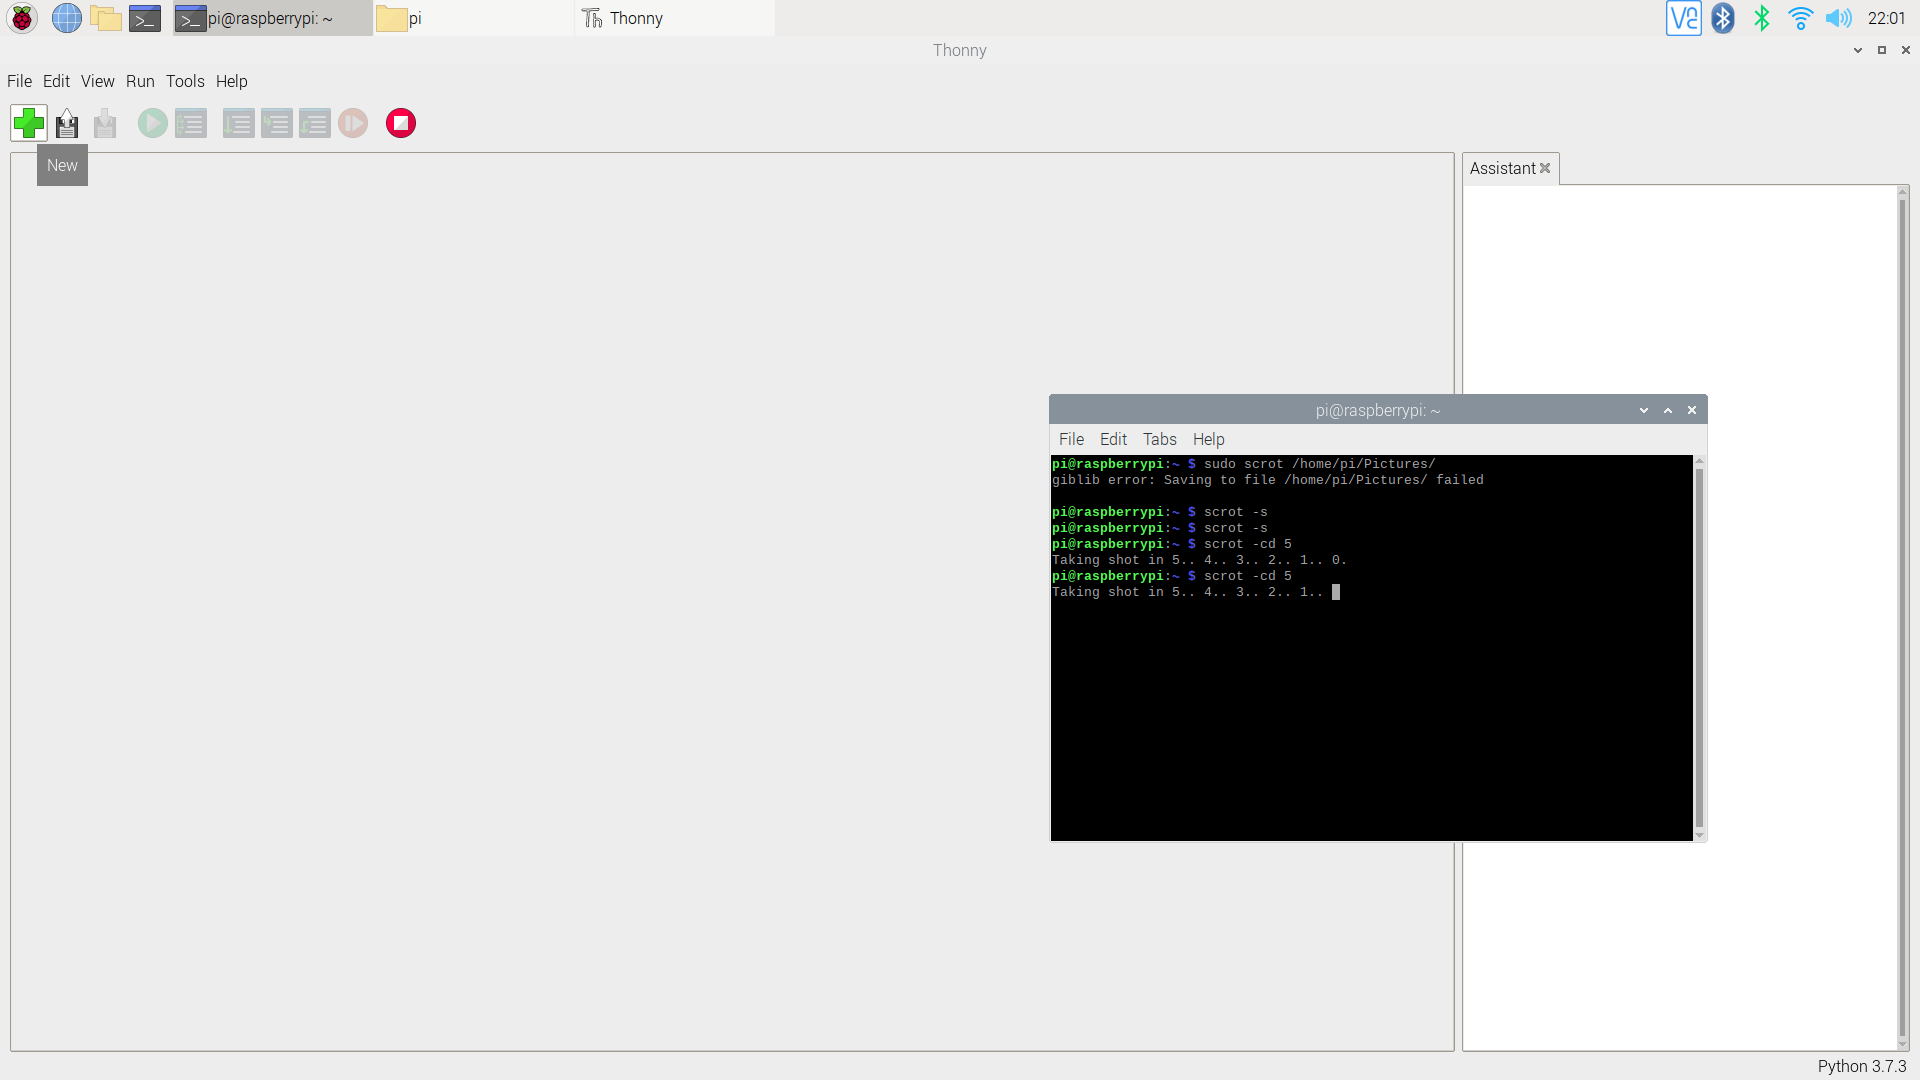 pi@raspberrypi: ~
pi
Thonny
22:01
Thonny
File Edit View Run Tools Help
New
Assistant
pi@raspberrypi: ~
File Edit Tabs Help
pi@raspberrypi:~ $ sudo scrot /home/pi/Pictures/
giblib error: Saving to file /home/pi/Pictures/ failed
pi@raspberrypi:~ $ scrot -s
pi@raspberrypi:~ $ scrot -s
pi@raspberrypi:~ $ scrot -cd 5
Taking shot in 5.. 4.. 3.. 2.. 1.. 0.
pi@raspberrypi:~ $ scrot -cd 5
Taking shot in 5.. 4.. 3.. 2.. 1..
Python 3.7.3